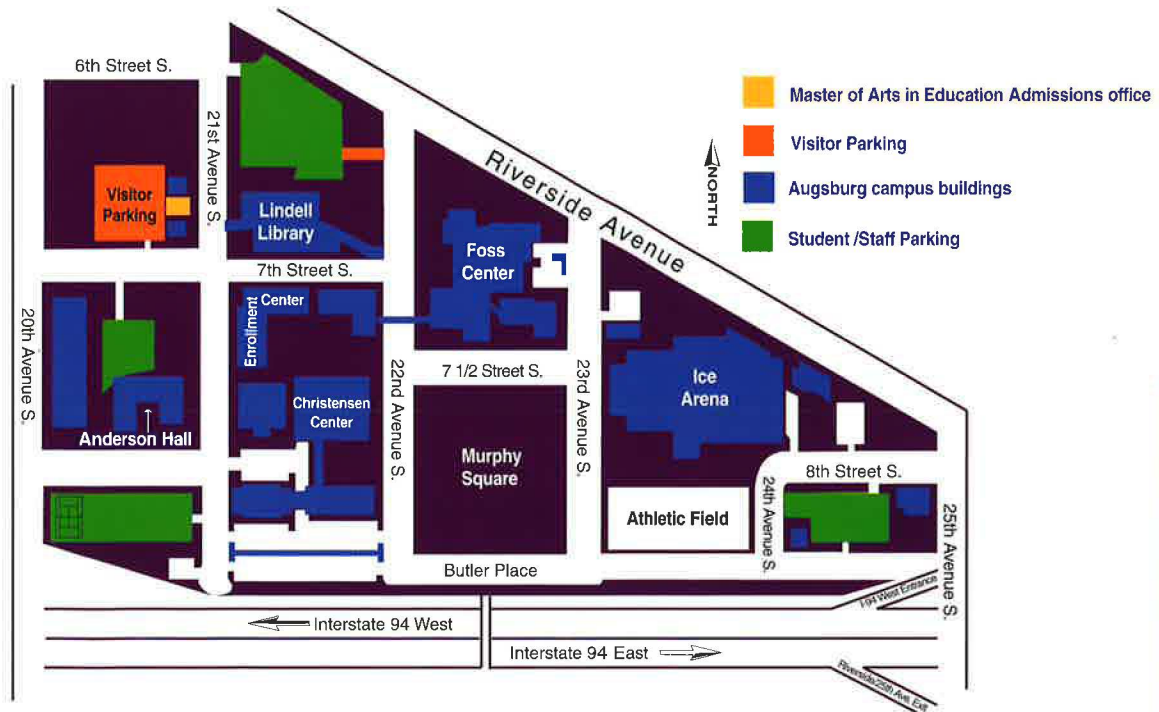 6th Street S.
21st Avenue S.
Riverside Avenue
NORTH
Master of Arts in Education Admissions office
Visitor Parking
Augsburg campus buildings
Student /Staff Parking
Visitor
Parking
Lindell
Library
Foss
Center
7th Street S.
20th Avenue S.
Enrollment
Center
22nd Avenue S.
7 1/2 Street S.
23rd Avenue S.
Ice
Arena
Christensen
Center
Anderson Hall
Murphy
Square
8th Street S.
Athletic Field
24th Avenue S.
25th Avenue S.
Butler Place
I-94 West Entrance
Interstate 94 West
Interstate 94 East
Riverside/25th Ave. Exit